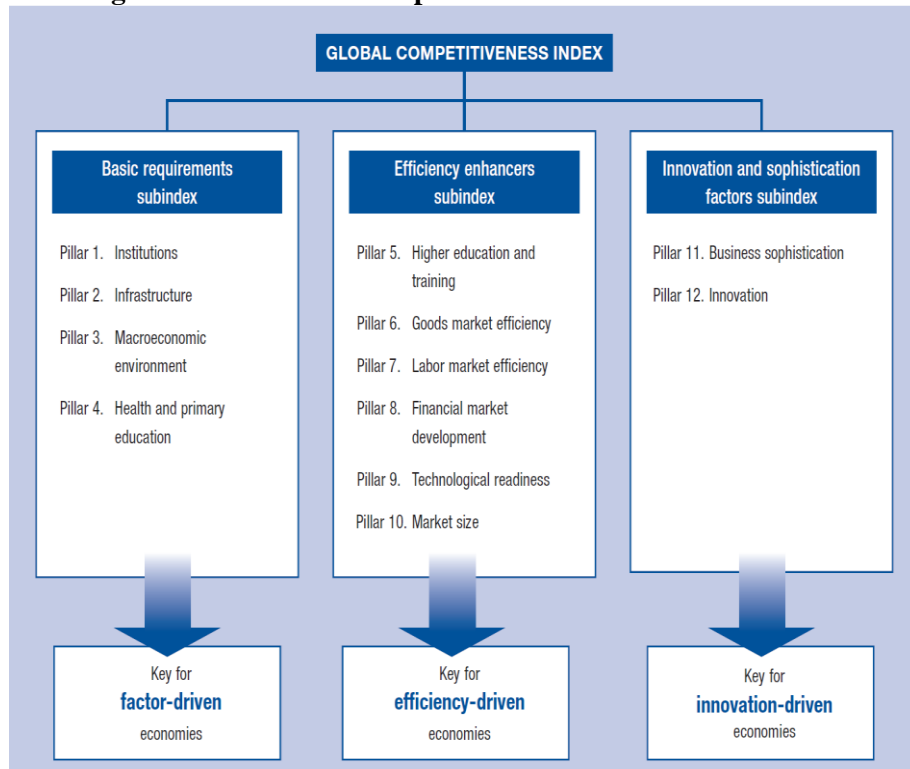 GLOBAL COMPETITIVENESS INDEX
Basic requirements
subindex
Pillar 1. Institutions
Pillar 2. Infrastructure
Pillar 3. Macroeconomic
environment
Pillar 4. Health and primary
education
Key for
factor-driven
economies
Efficiency enhancers
subindex
Pillar 5. Higher education and
training
Pillar 6. Goods market efficiency
Pillar 7. Labor market efficiency
Pillar 8. Financial market
development
Pillar 9. Technological readiness
Pillar 10. Market size
Key for
efficiency-driven
economies
Innovation and sophistication
factors subindex
Pillar 11. Business sophistication
Pillar 12. Innovation
Key for
innovation-driven
economies